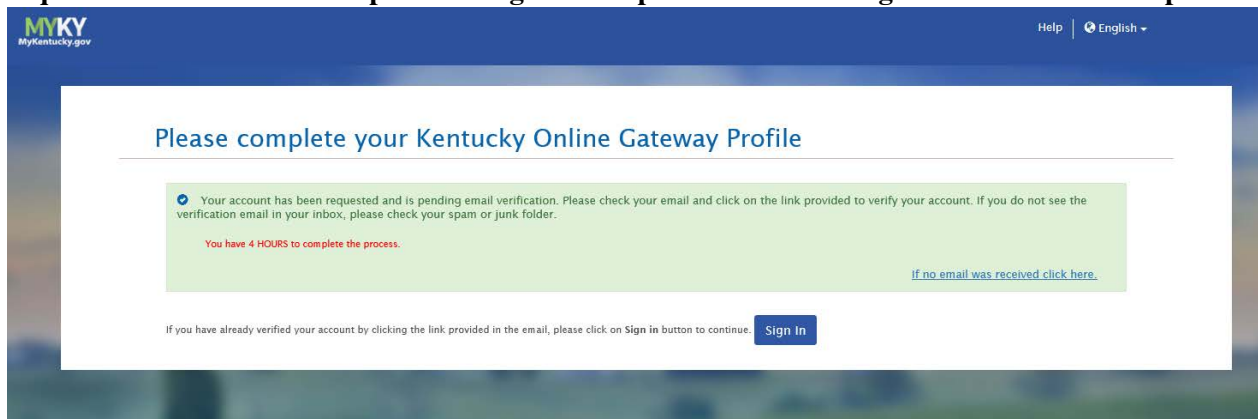 MYKY
MyKentucky.gov
Help
English
Please complete your Kentucky Online Gateway Profile
Your account has been requested and is pending email verification. Please check your email and click on the link provided to verify your account. If you do not see the
verification email in your inbox, please check your spam or junk folder.
You have 4 HOURS to complete the process.
If no email was received click here.
If you have already verified your account by clicking the link provided in the email, please click on Sign in button to continue. Sign In